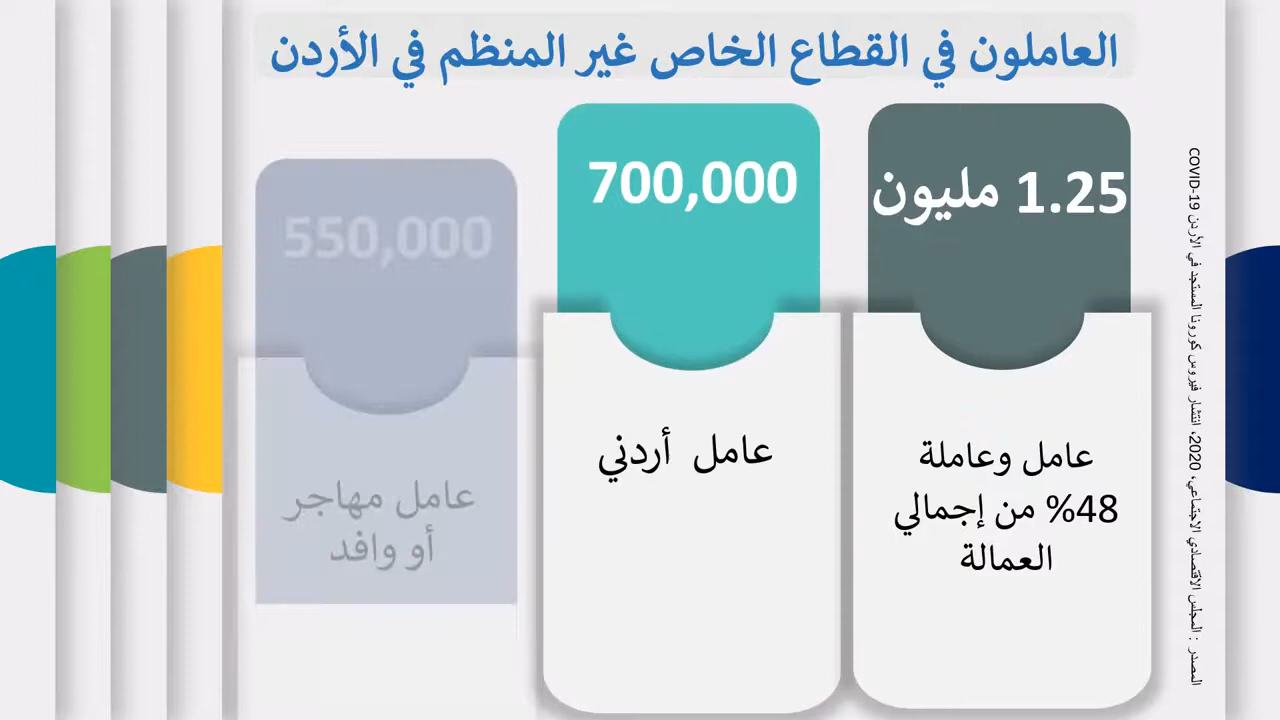 العاملون في القطاع الخاص غير المنظم في الأردن
1.25 مليون
عامل وعاملة
48% من إجمالي
العمالة
700,000
عامل أردني
550,000
عامل مهاجر
أو وافد
المصدر : المجلس الاقتصادي الاجتماعي، 2020، انتشار فيروس كورونا المستجد في الأردن COVID-19